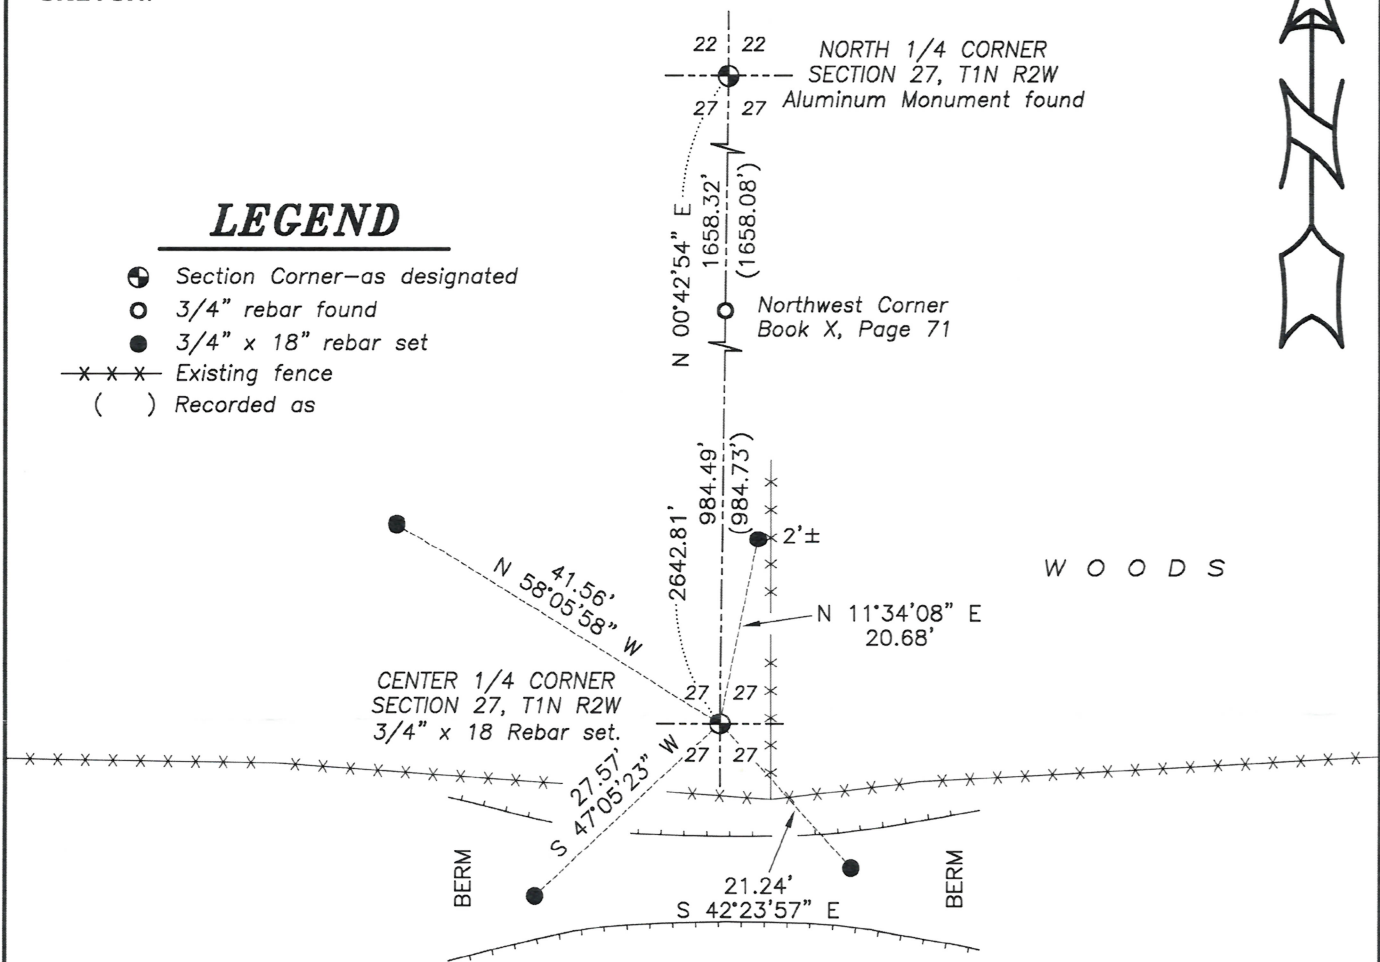 22 22
NORTH 1/4 CORNER
SECTION 27, T1N R2W
Aluminum Monument found
27 27
LEGEND
Section Corner-as designated
3/4" rebar found
3/4" x 18" rebar set
Existing fence
( ) Recorded as
N 00°42'54" E
1658.32'
(1658.08')
Northwest Corner
Book X, Page 71
984.49'
(984.73')
2642.81'
2'±
WOODS
41.56'
N 58°05'58" W
N 11°34'08" E
20.68'
CENTER 1/4 CORNER
SECTION 27, T1N R2W
3/4" x 18 Rebar set.
27 27
27 27
27.57'
S 47°05'23" W
BERM
21.24'
S 42°23'57" E
BERM